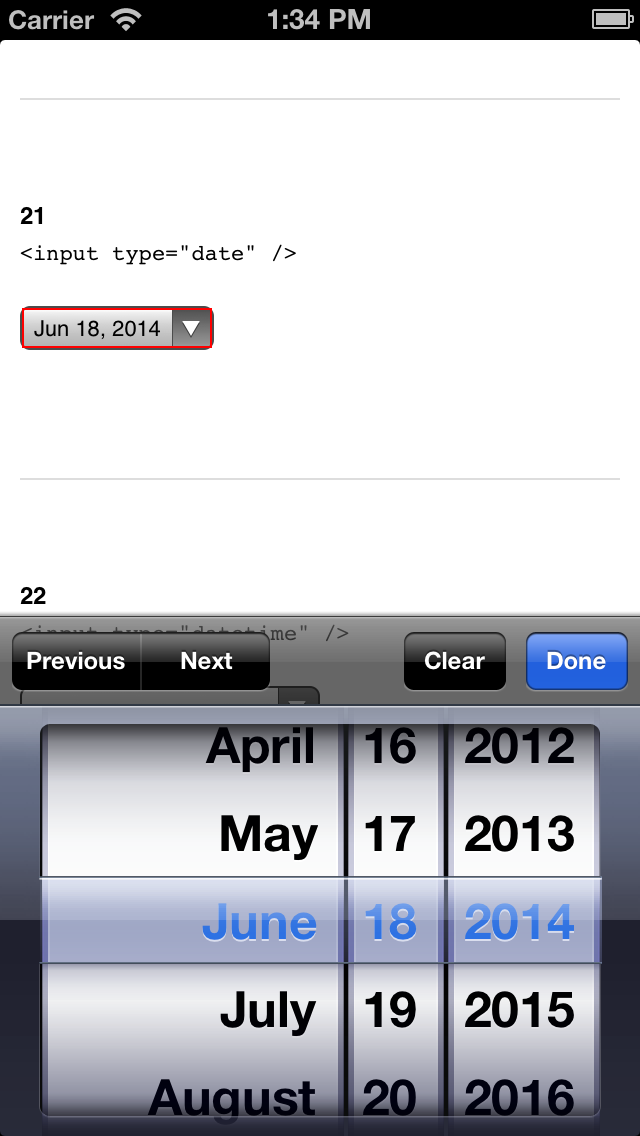 Carrier 1:34 PM
21
<input type="date" />
Jun 18, 2014
22
<input type="datetime" />
Previous Next Clear Done
April 16 2012
May 17 2013
June 18 2014
July 19 2015
August 20 2016